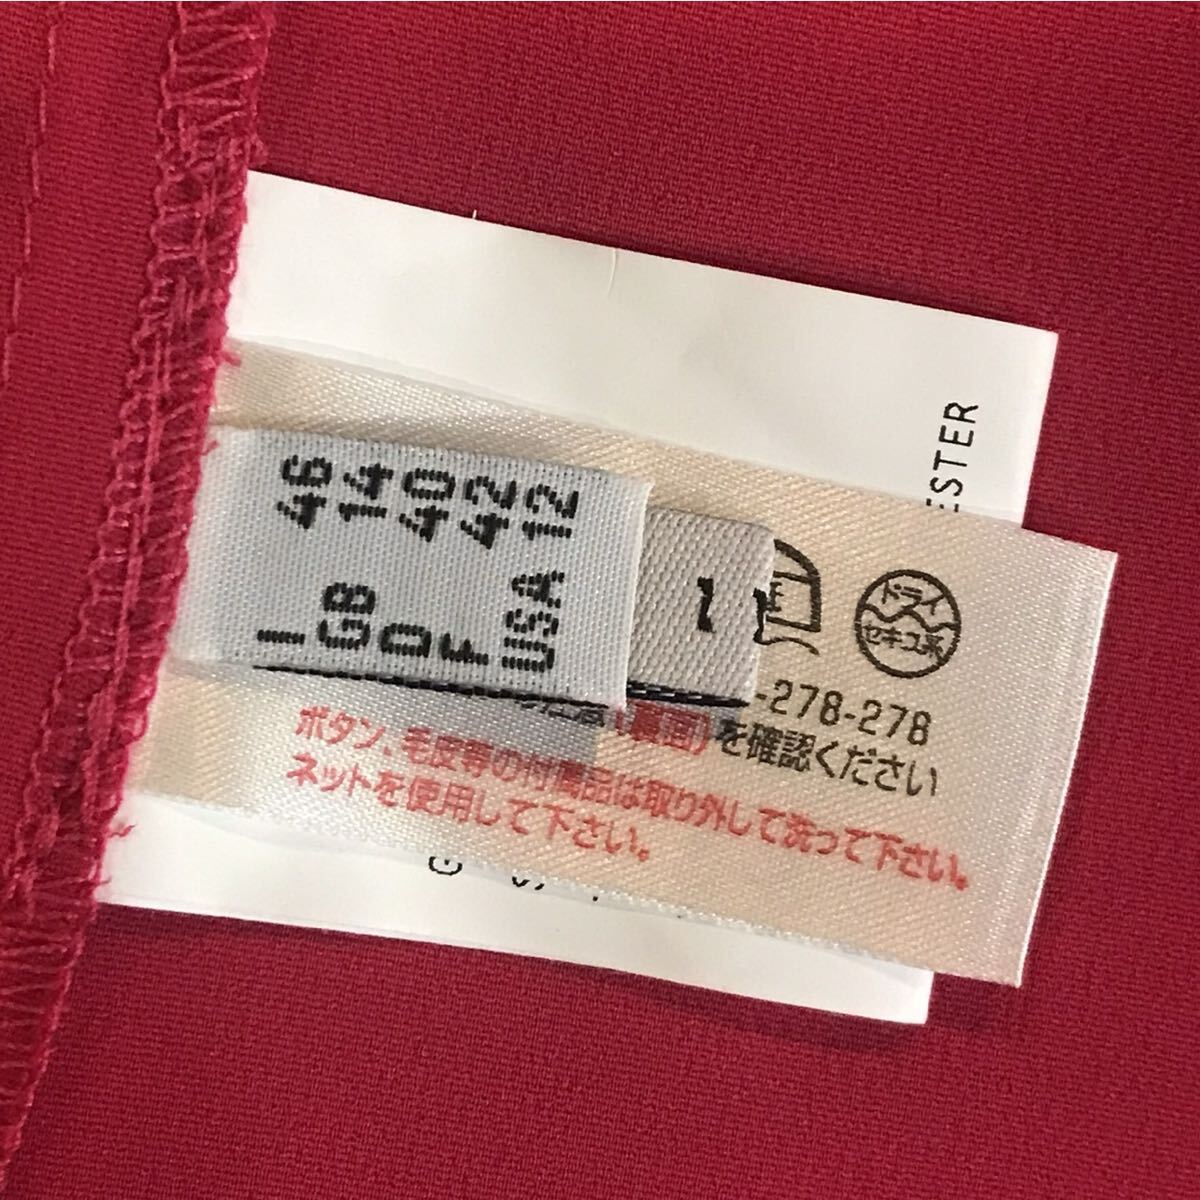 I 46
GB 14
D 40
F 42
USA 12
ESTER
ドライ
セキユ系
-278-278
(裏面)を確認ください
ボタン、毛皮等の付属品は取り外して洗って下さい。
ネットを使用して下さい。